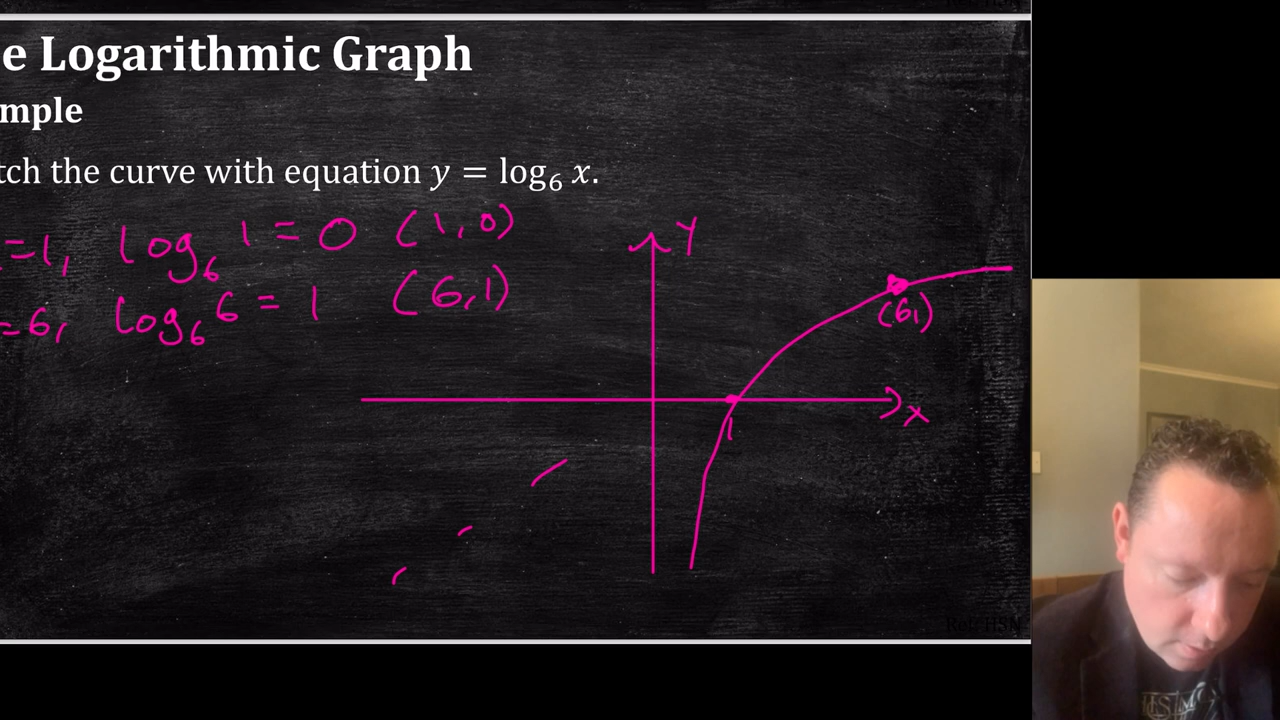 e Logarithmic Graph
mple
tch the curve with equation y = log₆ x.
=1, log₆ 1 = 0 (1,0)
=6, log₆ 6 = 1 (6,1)
y
(6,1)
x
1